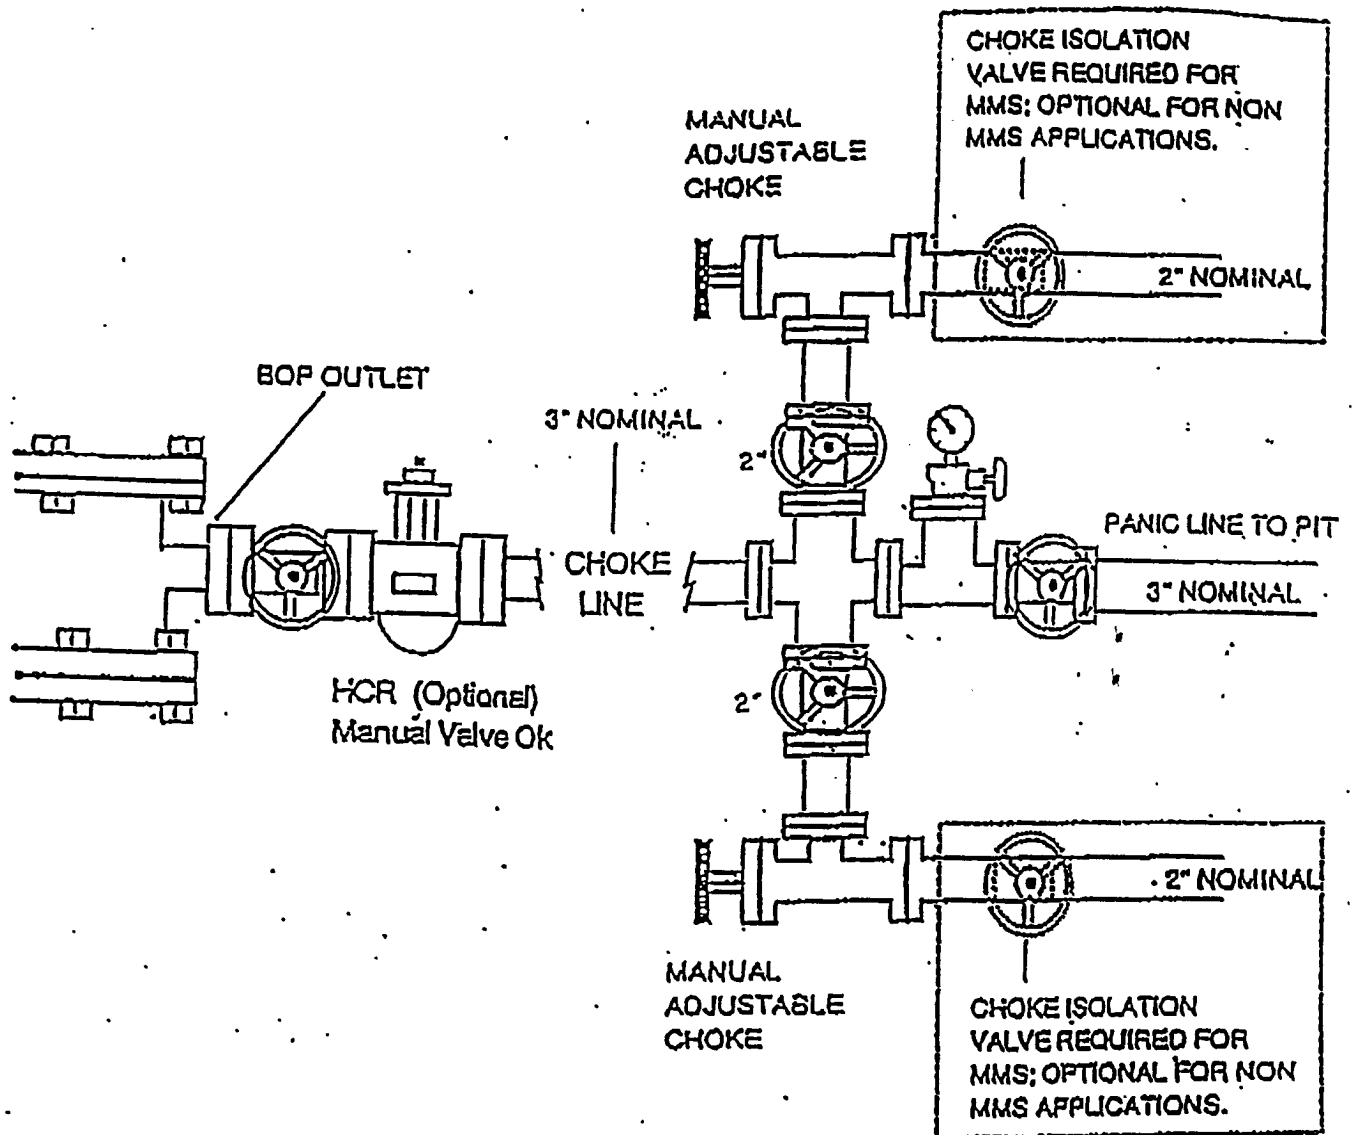 CHOKE ISOLATION
VALVE REQUIRED FOR
MMS; OPTIONAL FOR NON
MMS APPLICATIONS.
MANUAL
ADJUSTABLE
CHOKE
2" NOMINAL
BOP OUTLET
3" NOMINAL
2"
PANIC LINE TO PIT
CHOKE
LINE
3" NOMINAL
HCR (Optional)
Manual Valve Ok
2"
2" NOMINAL
MANUAL
ADJUSTABLE
CHOKE
CHOKE ISOLATION
VALVE REQUIRED FOR
MMS; OPTIONAL FOR NON
MMS APPLICATIONS.